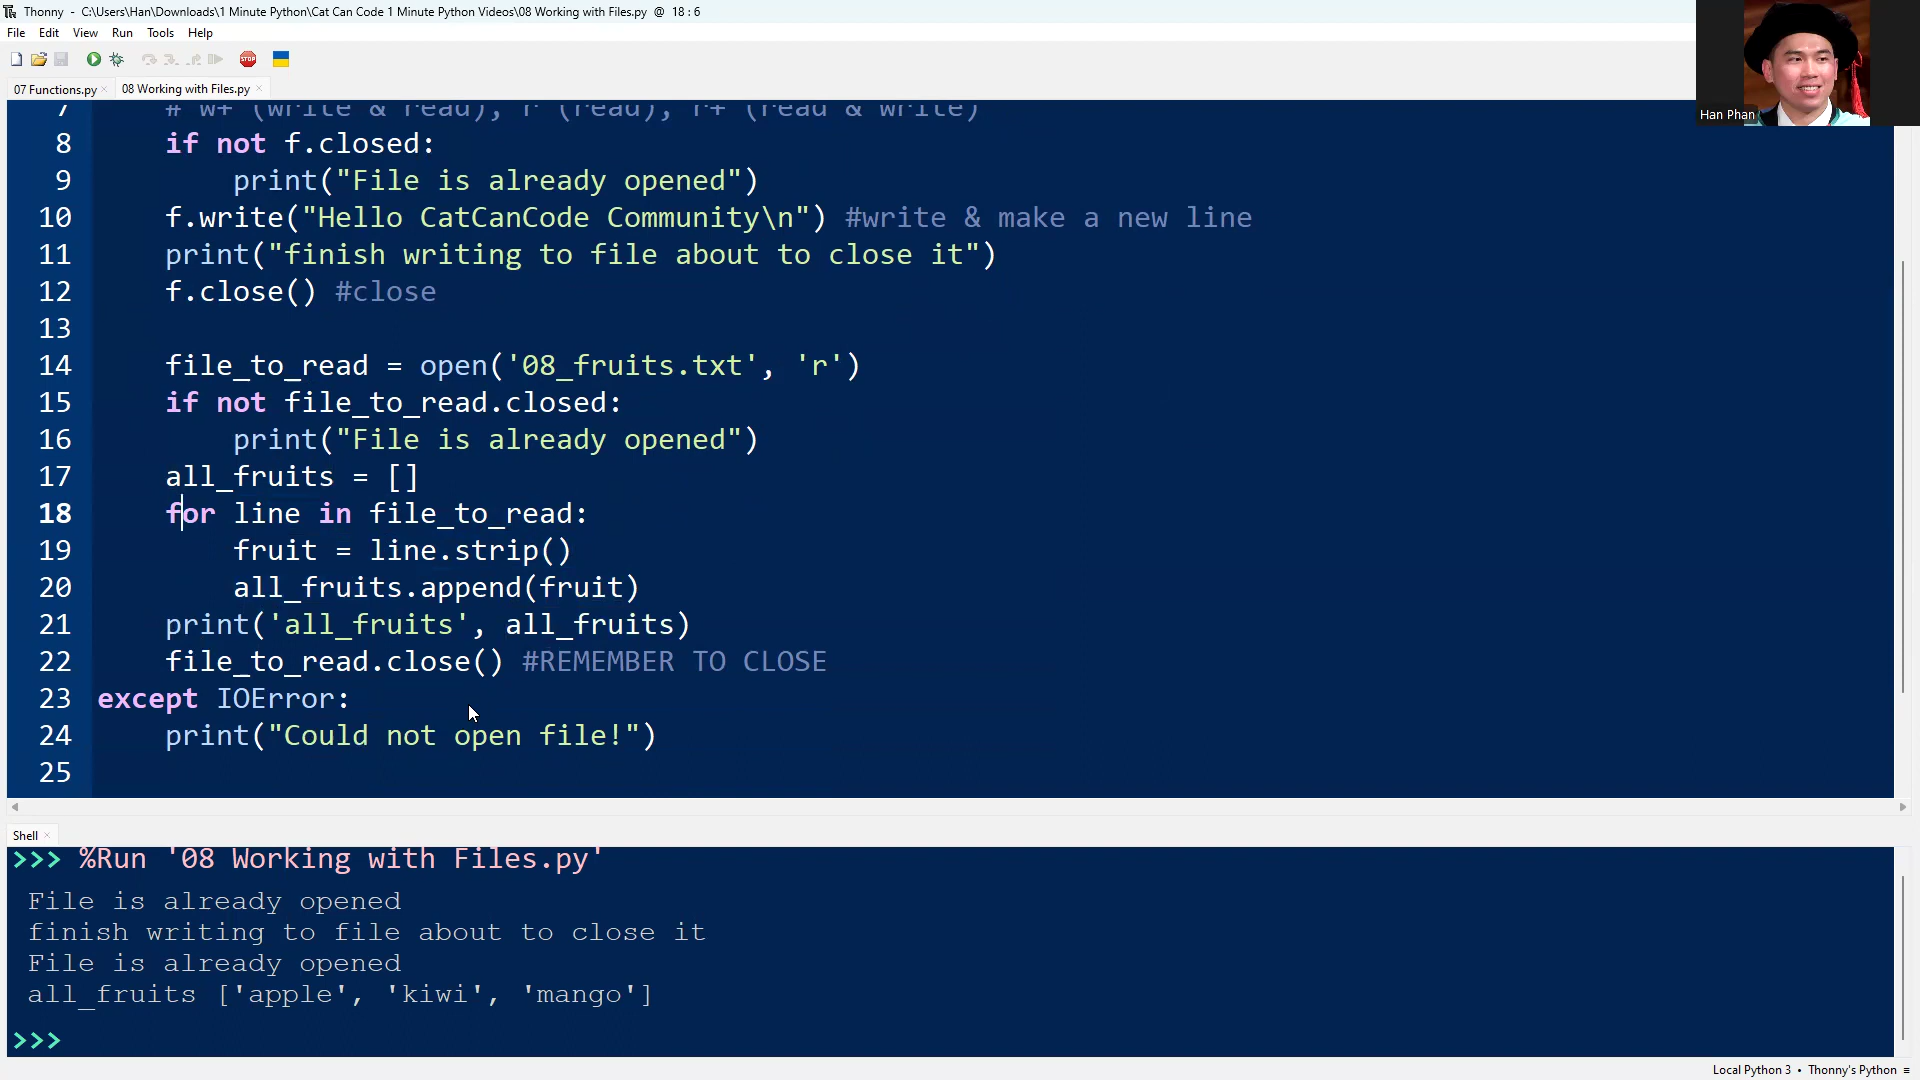 Thonny - C:\Users\Han\Downloads\1 Minute Python\Cat Can Code 1 Minute Python Videos\08 Working with Files.py @ 18 : 6
File Edit View Run Tools Help
STOP
07 Functions.py × 08 Working with Files.py ×
Han Phan
7 # w+ (write & read), r (read), r+ (read & write)
8 if not f.closed:
9 print("File is already opened")
10 f.write("Hello CatCanCode Community\n") #write & make a new line
11 print("finish writing to file about to close it")
12 f.close() #close
13
14 file_to_read = open('08_fruits.txt', 'r')
15 if not file_to_read.closed:
16 print("File is already opened")
17 all_fruits = []
18 for line in file_to_read:
19 fruit = line.strip()
20 all_fruits.append(fruit)
21 print('all_fruits', all_fruits)
22 file_to_read.close() #REMEMBER TO CLOSE
23 except IOError:
24 print("Could not open file!")
25
Shell ×
>>> %Run '08 Working with Files.py'
File is already opened
finish writing to file about to close it
File is already opened
all_fruits ['apple', 'kiwi', 'mango']
>>>
Local Python 3 • Thonny's Python ≡